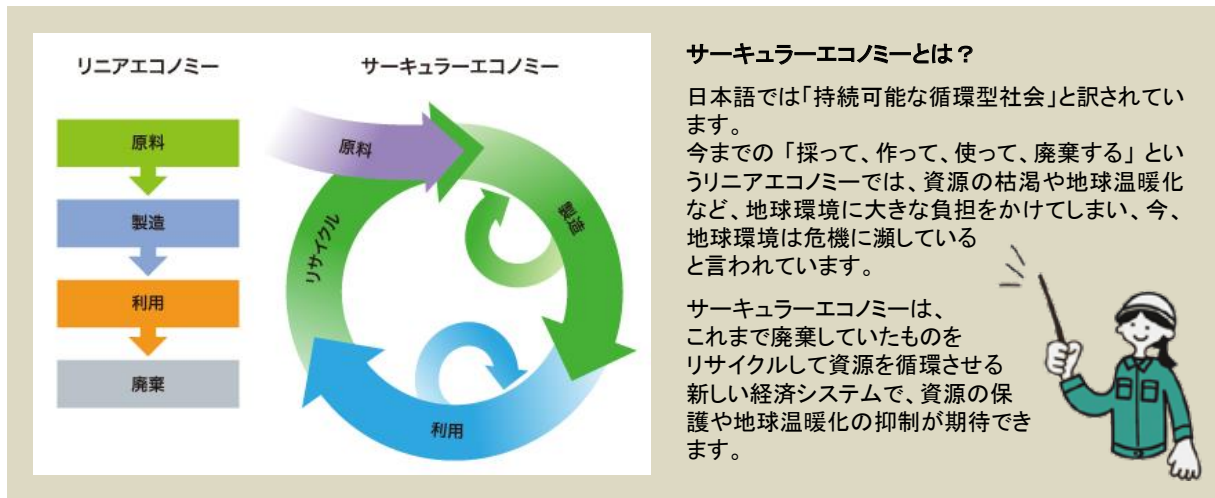 リニアエコノミー
原料
製造
利用
廃棄
サーキュラーエコノミー
原料
製造
利用
リサイクル
サーキュラーエコノミーとは？
日本語では「持続可能な循環型社会」と訳されてい
ます。
今までの「採って、作って、使って、廃棄する」とい
うリニアエコノミーでは、資源の枯渇や地球温暖化
など、地球環境に大きな負担をかけてしまい、今、
地球環境は危機に瀕している
と言われています。
サーキュラーエコノミーは、
これまで廃棄していたものを
リサイクルして資源を循環させる
新しい経済システムで、資源の保
護や地球温暖化の抑制が期待でき
ます。